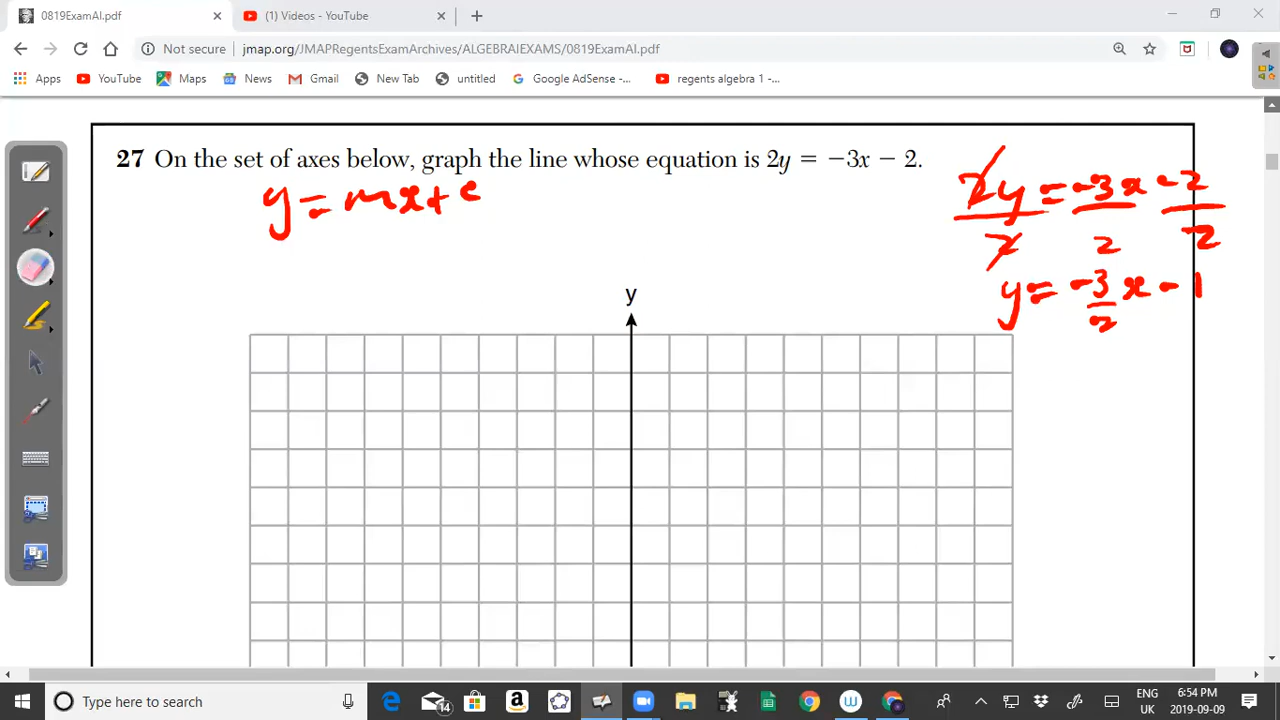 0819ExamAI.pdf
(1) Videos - YouTube
Not secure
jmap.org/JMAPRegentsExamArchives/ALGEBRAIEXAMS/0819ExamAI.pdf
Apps
YouTube
Maps
News
Gmail
New Tab
untitled
Google AdSense -...
regents algebra 1 -...
27 On the set of axes below, graph the line whose equation is 2y = −3x − 2.
y = mx + c
2y = -3x - 2
2 2 2
y = -3/2 x - 1
y
Type here to search
14
ENG
UK
6:54 PM
2019-09-09